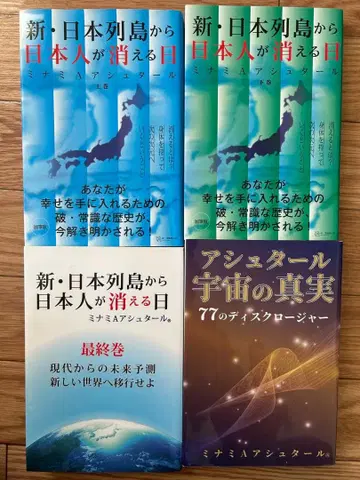 新・日本列島から
日本人が消える日
ミナミAアシュタール
上巻
あなたが
幸せを手に入れるための
破・常識な歴史が、
今解き明かされる
新・日本列島から
日本人が消える日
ミナミAアシュタール
下巻
あなたが
幸せを手に入れるための
破・常識な歴史が、
今解き明かされる
新・日本列島から
日本人が消える日
ミナミAアシュタール
最終巻
現代からの未来予測
新しい世界へ移行せよ
アシュタール
宇宙の真実
77のディスクロージャー
ミナミAアシュタール